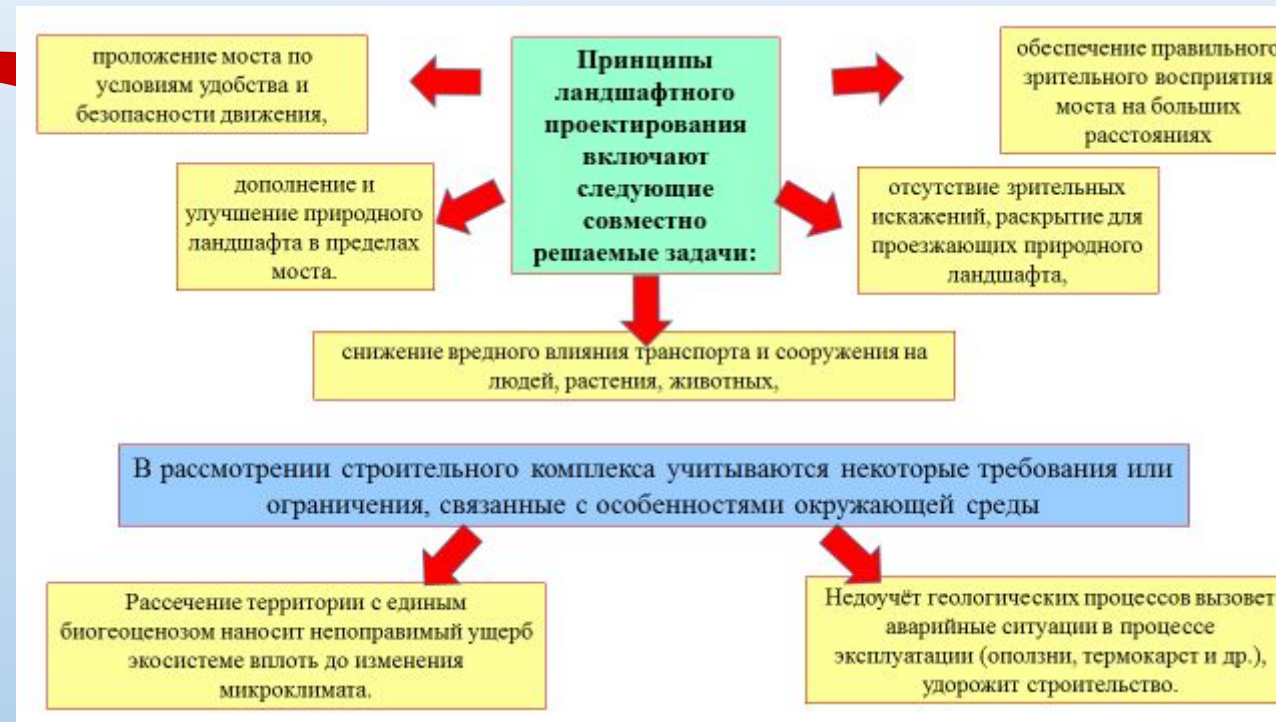 проложение моста по
условиям удобства и
безопасности движения,
Принципы
ландшафтного
проектирования
включают
следующие
совместно
решаемые задачи:
обеспечение правильного
зрительного восприятия
моста на больших
расстояниях
дополнение и
улучшение природного
ландшафта в пределах
моста.
отсутствие зрительных
искажений, раскрытие для
проезжающих природного
ландшафта,
снижение вредного влияния транспорта и сооружения на
людей, растения, животных,
В рассмотрении строительного комплекса учитываются некоторые требования или
ограничения, связанные с особенностями окружающей среды
Рассечение территории с единым
биогеоценозом наносит непоправимый ущерб
экосистеме вплоть до изменения
микроклимата.
Недоучёт геологических процессов вызовет
аварийные ситуации в процессе
эксплуатации (оползни, термокарст и др.),
удорожит строительство.